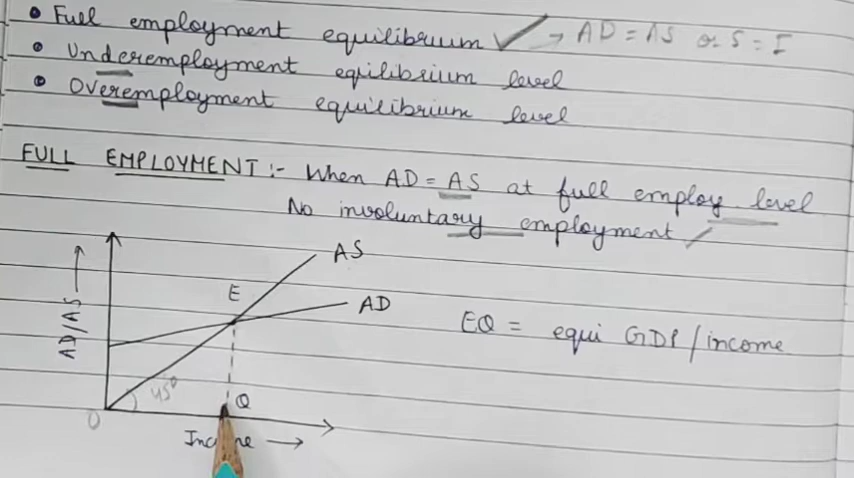 • Full employment equilibrium ✓ → AD = AS or S = I
• Underemployment equilibrium level
• Overemployment equilibrium level
FULL EMPLOYMENT :- When AD = AS at full employ level
No involuntary employment
AS
E
AD
AD/AS →
EQ = equi GDP/income
45°
Q
O
Income →